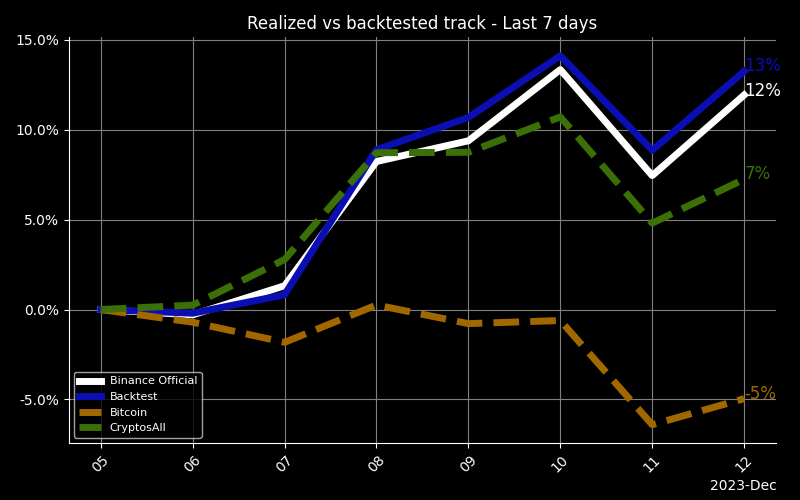 Realized vs backtested track - Last 7 days
15.0%
10.0%
5.0%
0.0%
-5.0%
13%
12%
7%
-5%
Binance Official
Backtest
Bitcoin
CryptosAll
05 06 07 08 09 10 11 12
2023-Dec